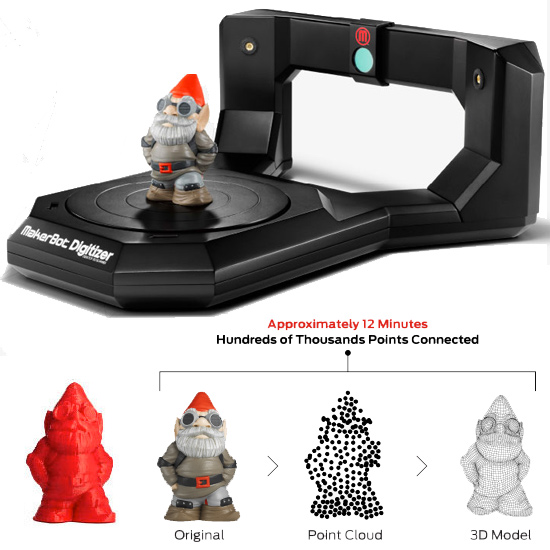 MakerBot Digitizer
Approximately 12 Minutes
Hundreds of Thousands Points Connected
Original
Point Cloud
3D Model